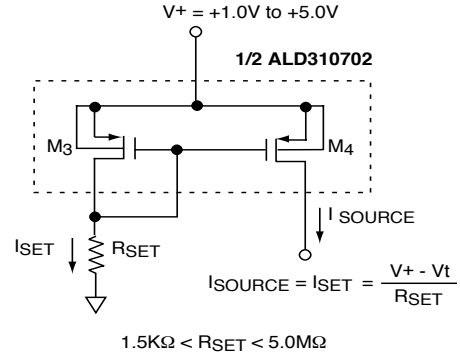 V+ = +1.0V to +5.0V
1/2 ALD310702
M3
M4
I SOURCE
ISET
RSET
ISOURCE = ISET = V+ - Vt / RSET
1.5KΩ < RSET < 5.0MΩ